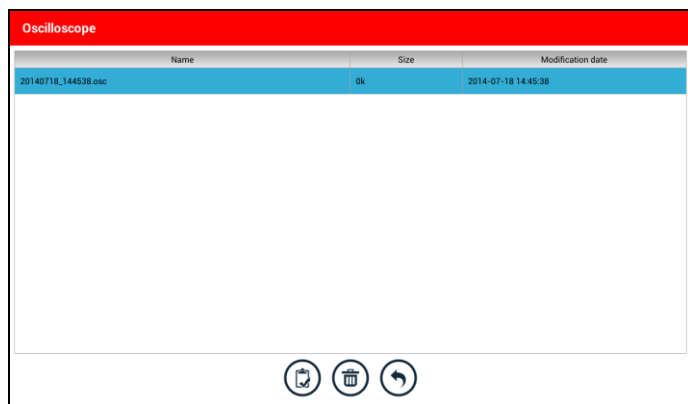 Oscilloscope
Name Size Modification date
20140718_144538.osc 0k 2014-07-18 14:45:38